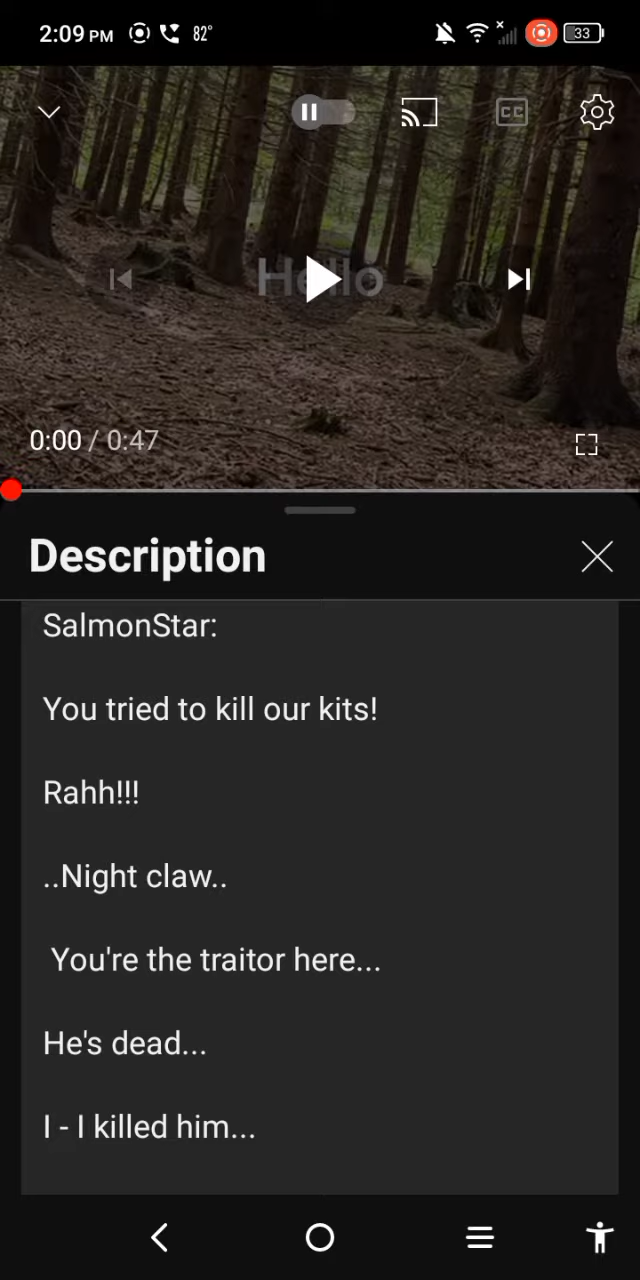 2:09 PM 82° 33
CC
Hello
0:00 / 0:47
Description
SalmonStar:
You tried to kill our kits!
Rahh!!!
..Night claw..
You're the traitor here...
He's dead...
I - I killed him...